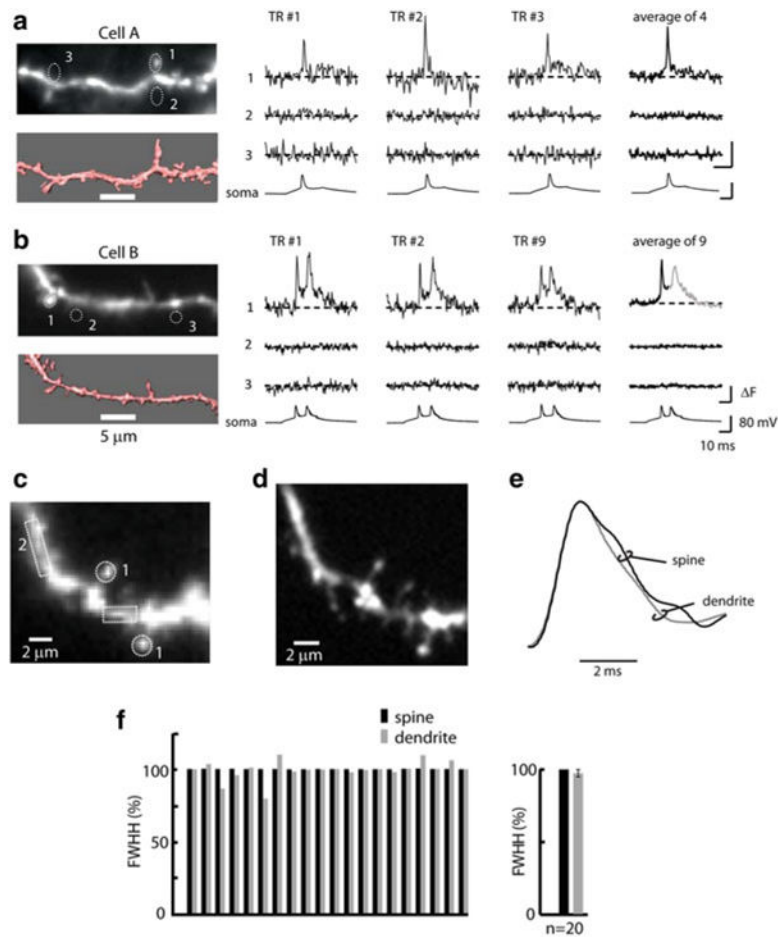 a
Cell A
TR #1
TR #2
TR #3
average of 4
3
1
2
1
2
3
soma
b
Cell B
TR #1
TR #2
TR #9
average of 9
1
2
3
1
2
3
soma
ΔF
80 mV
10 ms
5 μm
c
2
1
1
2 μm
d
2 μm
e
spine
dendrite
2 ms
f
spine
dendrite
FWHH (%)
100
50
0
FWHH (%)
100
0
n=20